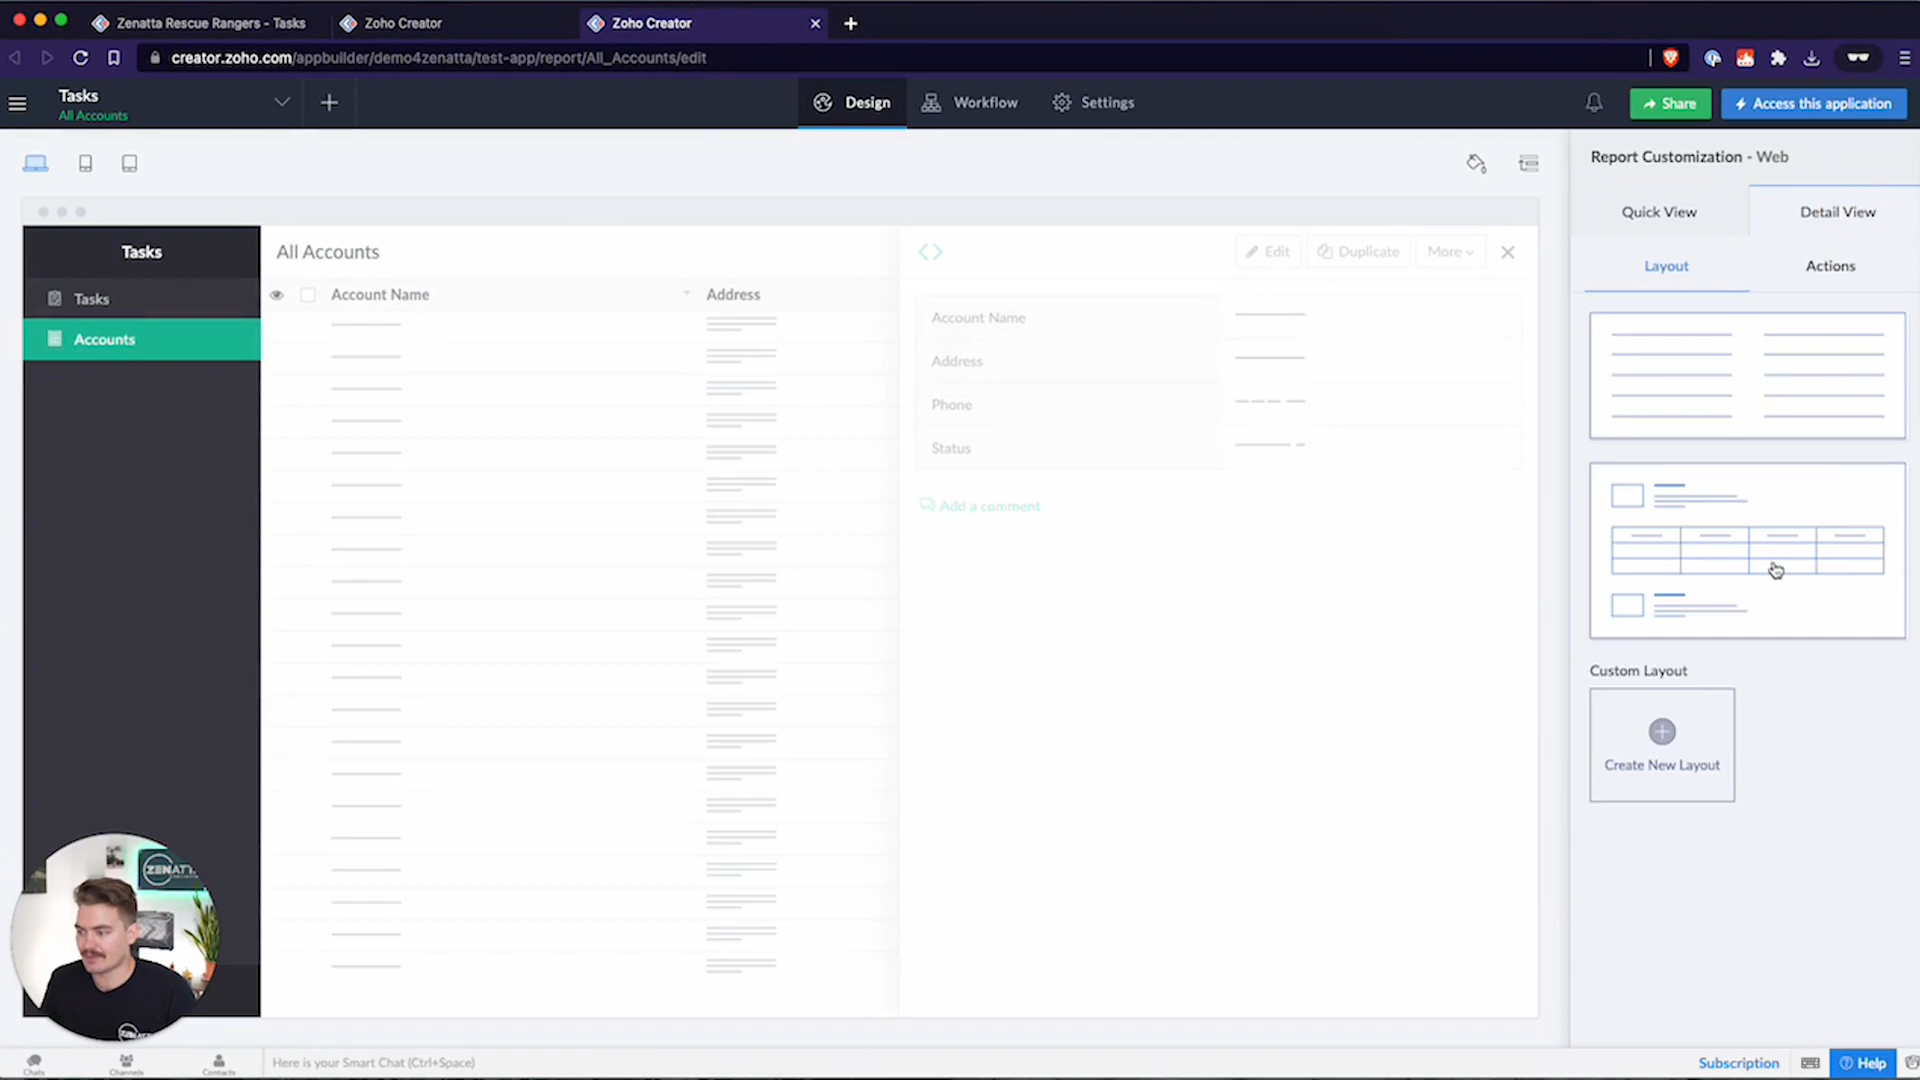 Zenatta Rescue Rangers - Tasks
Zoho Creator
Zoho Creator
creator.zoho.com/appbuilder/demo4zenatta/test-app/report/All_Accounts/edit
Tasks
All Accounts
Design
Workflow
Settings
Share
Access this application
Report Customization - Web
Quick View
Detail View
Layout
Actions
Tasks
Tasks
Accounts
All Accounts
Account Name
Address
Edit
Duplicate
More
Account Name
Address
Phone
Status
Add a comment
Custom Layout
Create New Layout
Chats
Channels
Contacts
Here is your Smart Chat (Ctrl+Space)
Subscription
Help